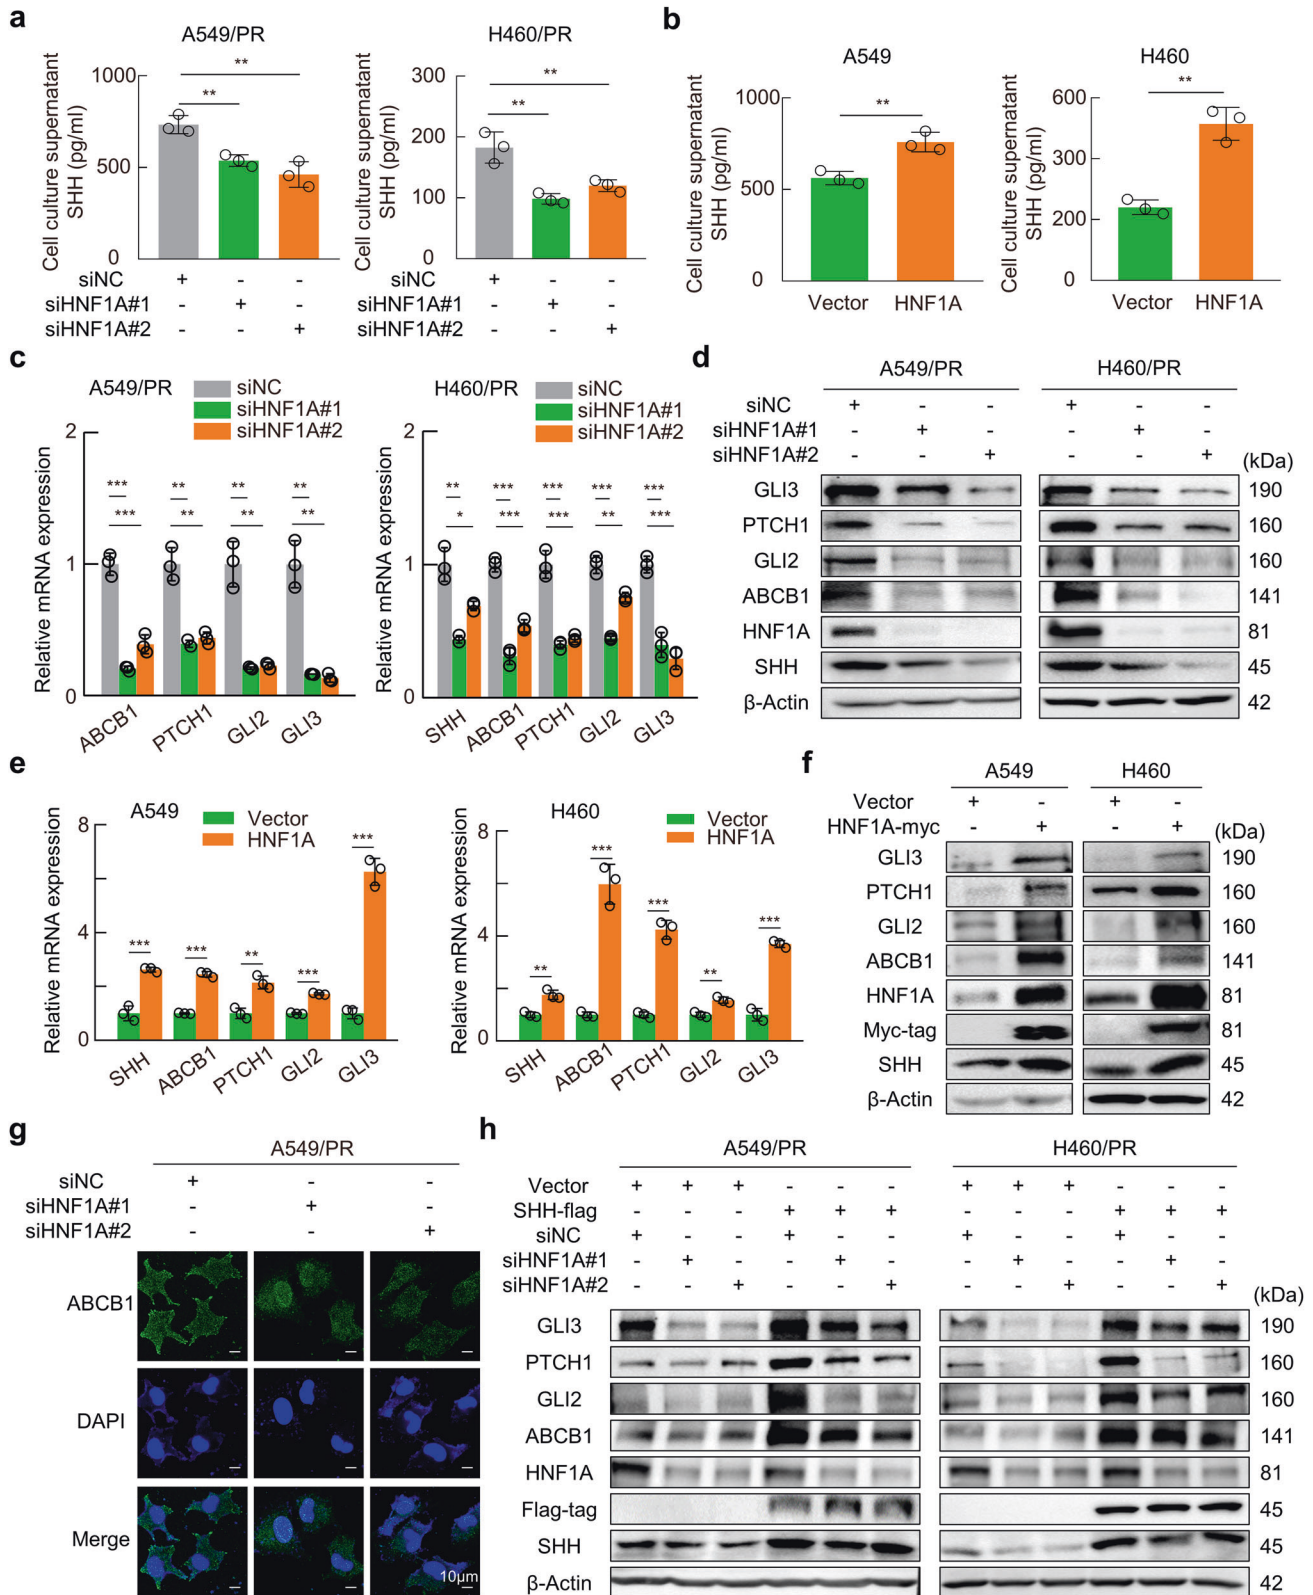 a
A549/PR
H460/PR
Cell culture supernatant
SHH (pg/ml)
1000
500
0
**
**
Cell culture supernatant
SHH (pg/ml)
300
200
100
0
**
**
siNC + - - + - -
siHNF1A#1 - + - - + -
siHNF1A#2 - - + - - +
b
A549
H460
Cell culture supernatant
SHH (pg/ml)
1000
500
0
**
Vector HNF1A
Cell culture supernatant
SHH (pg/ml)
600
300
200
0
**
Vector HNF1A
c
A549/PR
siNC
siHNF1A#1
siHNF1A#2
Relative mRNA expression
2
1
0
*** ** ** **
*** ** ** **
ABCB1 PTCH1 GLI2 GLI3
H460/PR
siNC
siHNF1A#1
siHNF1A#2
Relative mRNA expression
2
1
0
** *** *** *** ***
* *** *** ** ***
SHH ABCB1 PTCH1 GLI2 GLI3
d
A549/PR H460/PR
siNC + - - + - -
siHNF1A#1 - + - - + -
siHNF1A#2 - - + - - +
(kDa)
GLI3 190
PTCH1 160
GLI2 160
ABCB1 141
HNF1A 81
SHH 45
β-Actin 42
e
A549
Vector
HNF1A
Relative mRNA expression
8
4
0
*** *** ** *** ***
SHH ABCB1 PTCH1 GLI2 GLI3
H460
Vector
HNF1A
Relative mRNA expression
8
4
0
** *** *** ** ***
SHH ABCB1 PTCH1 GLI2 GLI3
f
A549 H460
Vector + - + -
HNF1A-myc - + - +
(kDa)
GLI3 190
PTCH1 160
GLI2 160
ABCB1 141
HNF1A 81
Myc-tag 81
SHH 45
β-Actin 42
g
A549/PR
siNC + - -
siHNF1A#1 - + -
siHNF1A#2 - - +
ABCB1
DAPI
Merge
10μm
h
A549/PR H460/PR
Vector + + + - - - + + + - - -
SHH-flag - - - + + + - - - + + +
siNC + - - + - - + - - + - -
siHNF1A#1 - + - - + - - + - - + -
siHNF1A#2 - - + - - + - - + - - +
(kDa)
GLI3 190
PTCH1 160
GLI2 160
ABCB1 141
HNF1A 81
Flag-tag 45
SHH 45
β-Actin 42